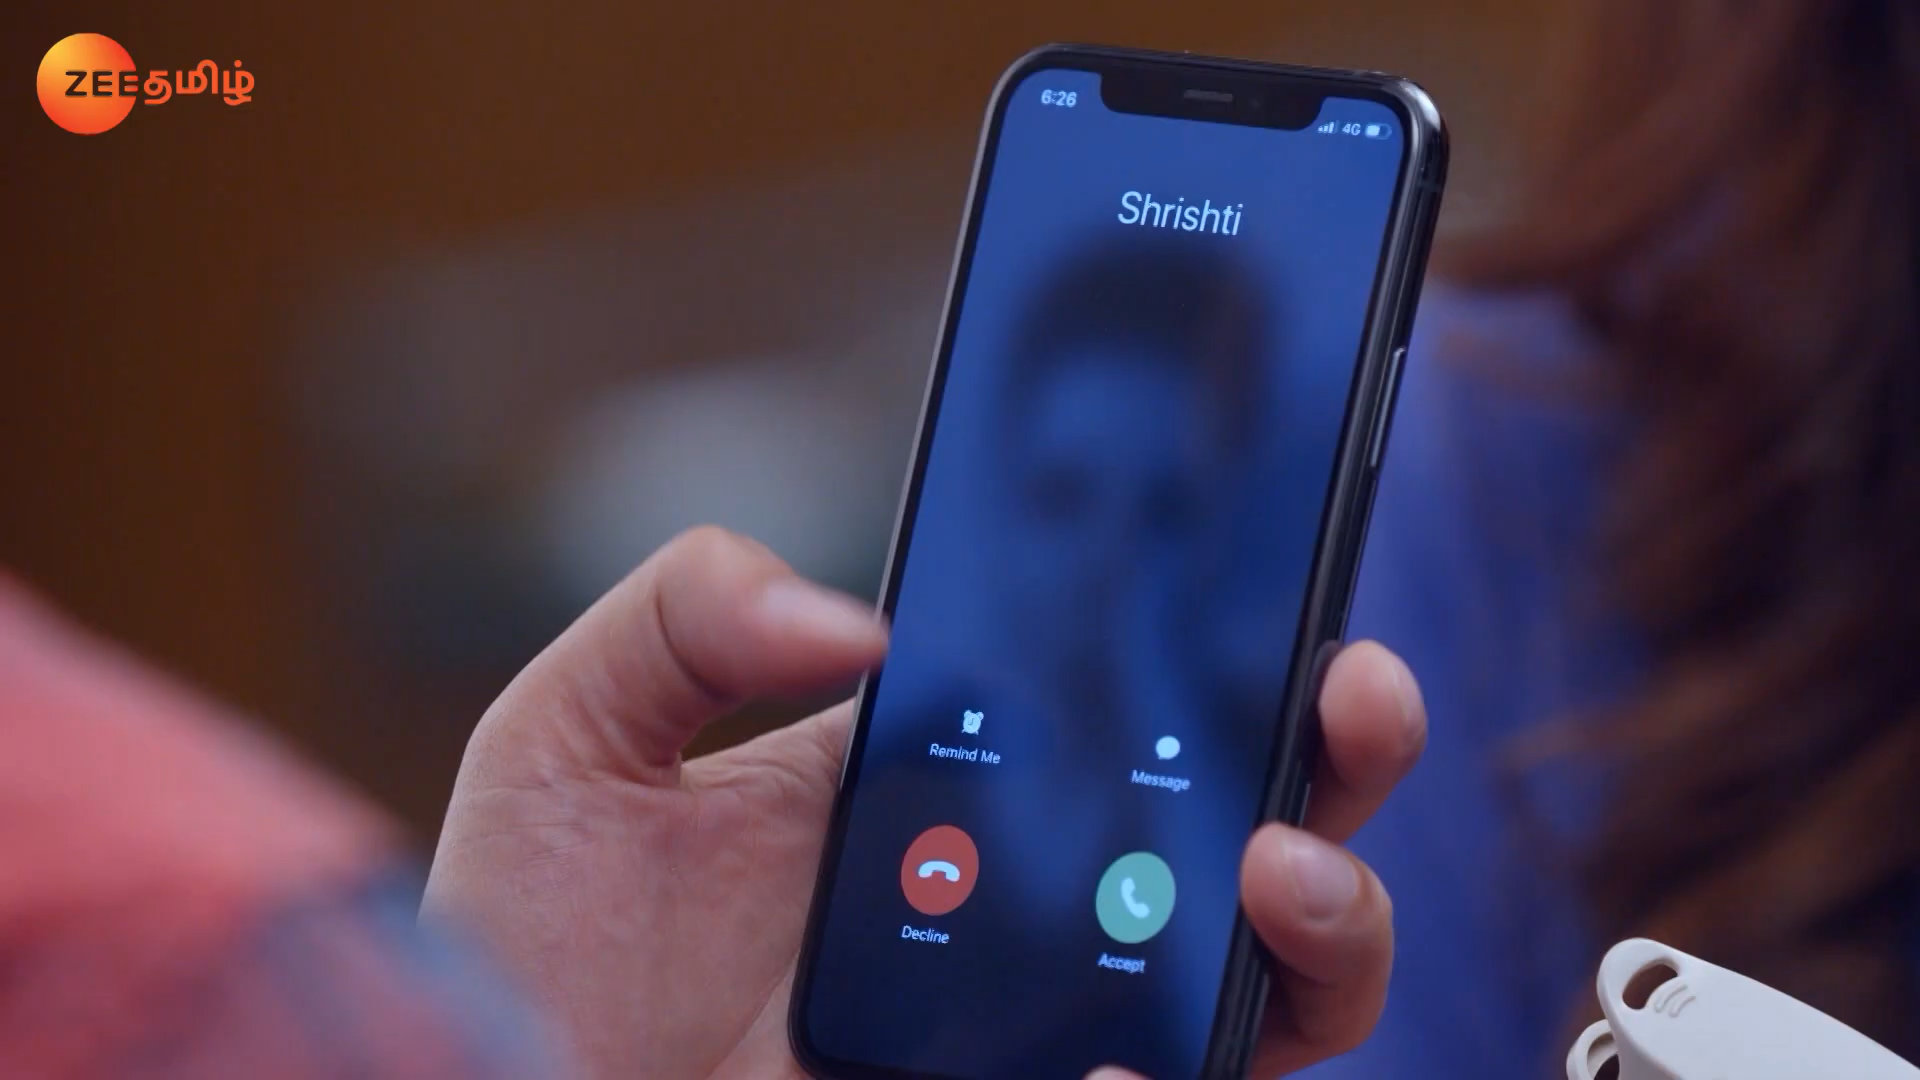 ZEEதமிழ்
6:26
4G
Shrishti
Remind Me
Message
Decline
Accept